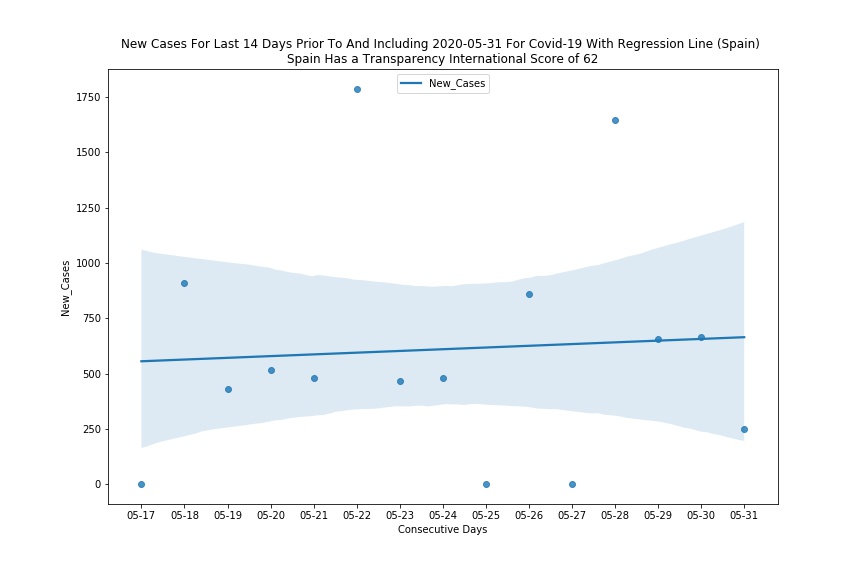 New Cases For Last 14 Days Prior To And Including 2020-05-31 For Covid-19 With Regression Line (Spain)
Spain Has a Transparency International Score of 62
New_Cases
1750
1500
1250
1000
750
500
250
0
New_Cases
05-17 05-18 05-19 05-20 05-21 05-22 05-23 05-24 05-25 05-26 05-27 05-28 05-29 05-30 05-31
Consecutive Days